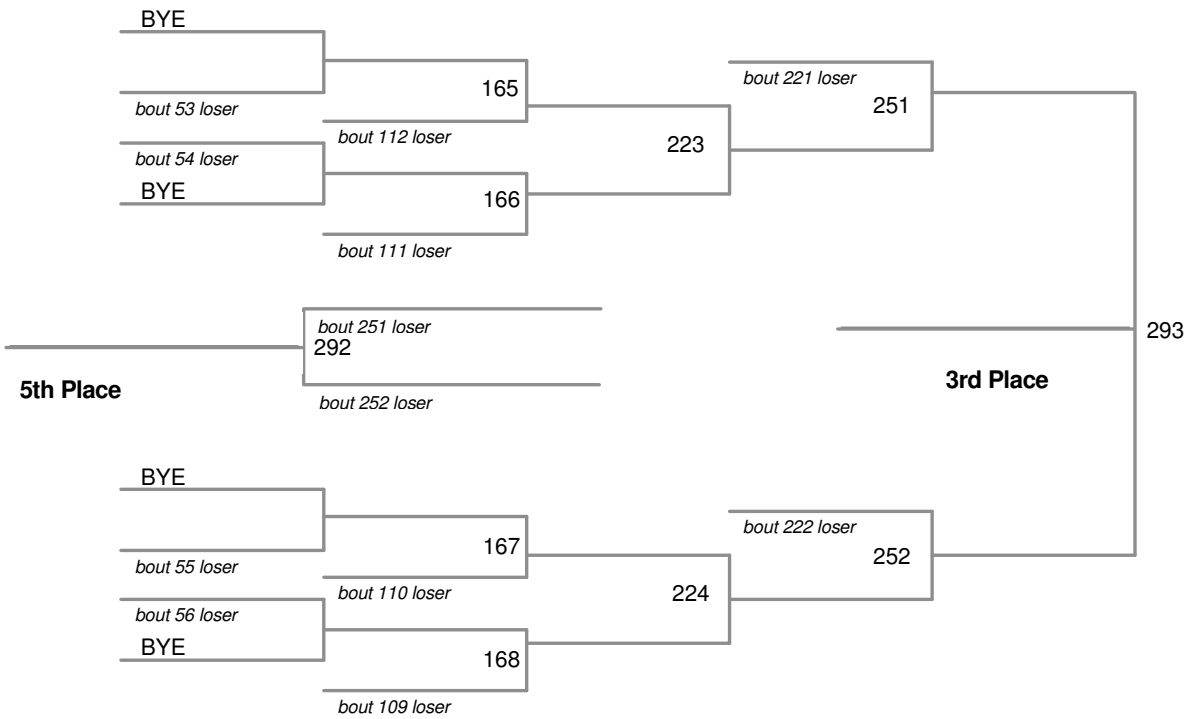 BYE
bout 53 loser
165
bout 112 loser
bout 54 loser
BYE
166
bout 111 loser
223
bout 221 loser
251
bout 251 loser
292
5th Place
bout 252 loser
293
3rd Place
BYE
bout 55 loser
167
bout 110 loser
bout 56 loser
BYE
168
bout 109 loser
224
bout 222 loser
252